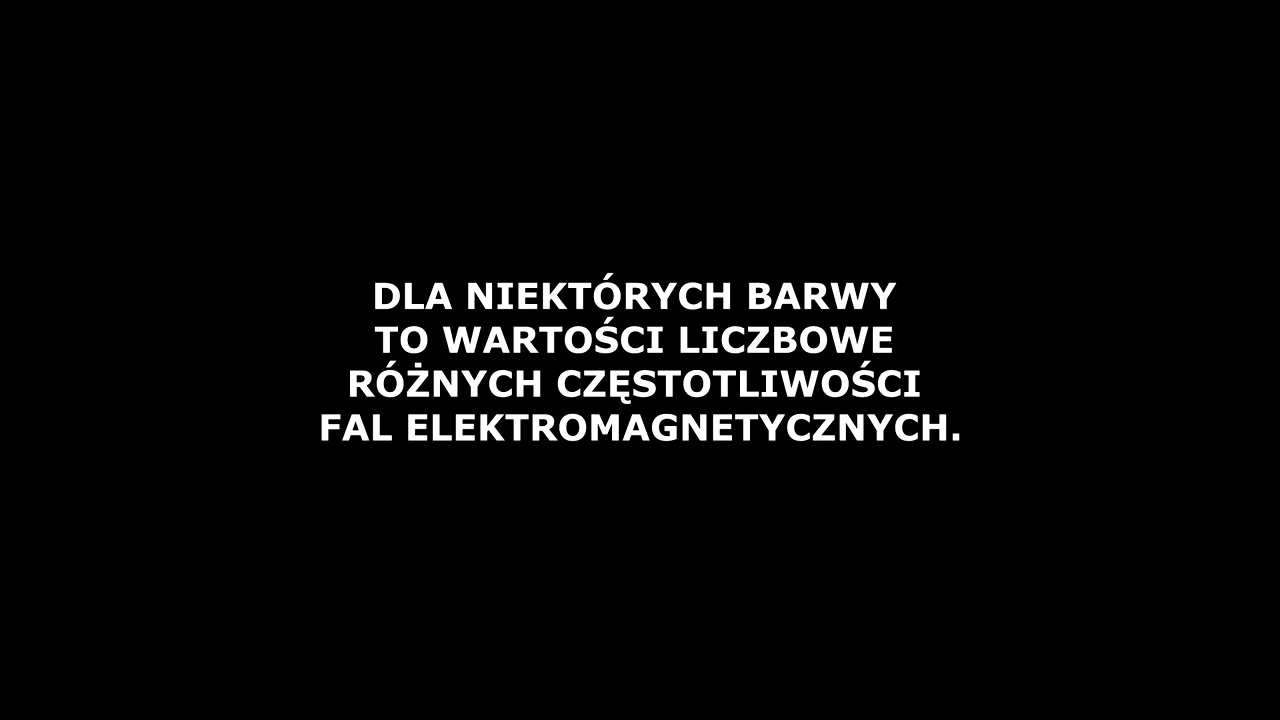 DLA NIEKTÓRYCH BARWY
TO WARTOŚCI LICZBOWE
RÓŻNYCH CZĘSTOTLIWOŚCI
FAL ELEKTROMAGNETYCZNYCH.